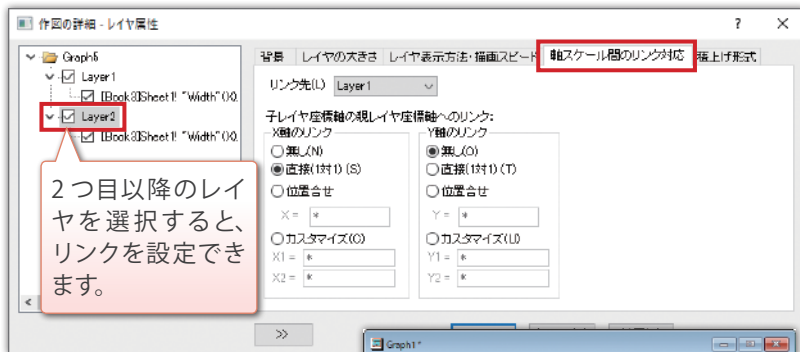 作図の詳細 - レイヤ属性
? ×
Graph5
Layer1
[Book3]Sheet1! "Width"(X),
Layer2
[Book3]Sheet1! "Width"(X),
2つ目以降のレイ
ヤを選択すると、
リンクを設定でき
ます。
背景 レイヤの大きさ レイヤ表示方法・描画スピード 軸スケール間のリンク対応 積上げ形式
リンク先(L) Layer1
子レイヤ座標軸の親レイヤ座標軸へのリンク:
X軸のリンク
無し(N)
直接(1対1)(S)
位置合せ
X = *
カスタマイズ(C)
X1 = *
X2 = *
Y軸のリンク
無し(O)
直接(1対1)(T)
位置合せ
Y = *
カスタマイズ(U)
Y1 = *
Y2 = *
>>
Graph1 *